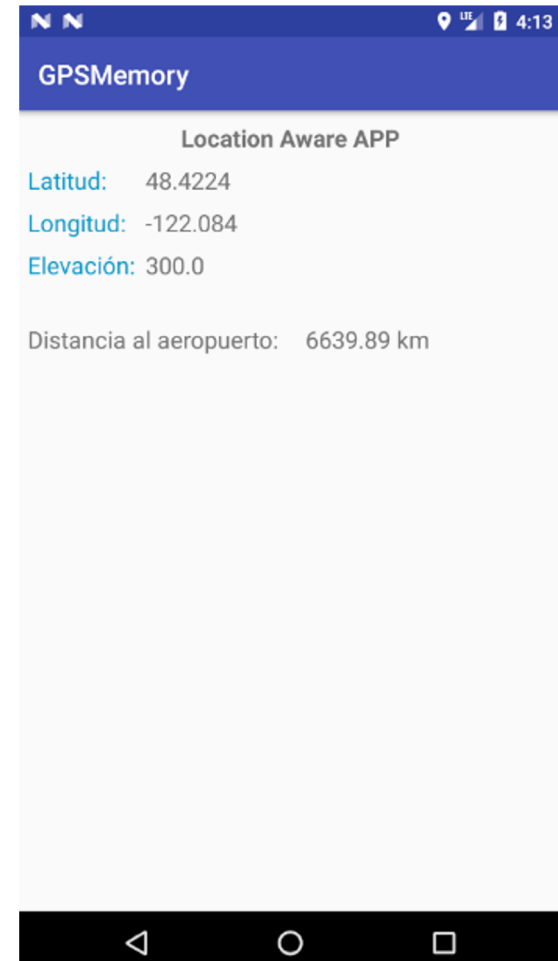 N N LTE 4:13
GPSMemory
Location Aware APP
Latitud: 48.4224
Longitud: -122.084
Elevación: 300.0
Distancia al aeropuerto: 6639.89 km